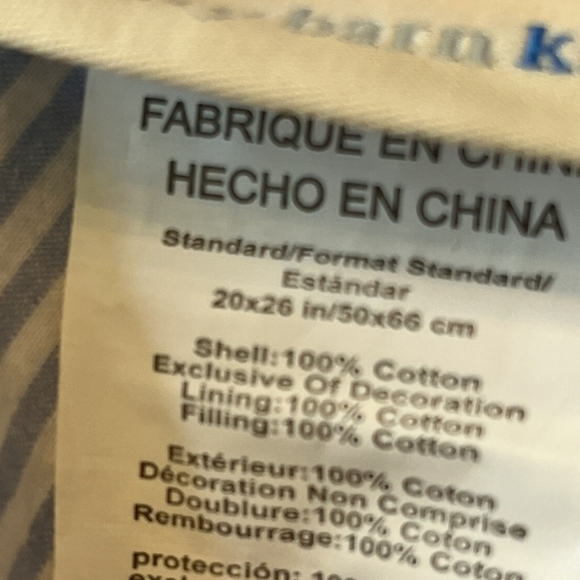 barn k
FABRIQUE EN CHIN
HECHO EN CHINA
Standard/Format Standard/
Estándar
20x26 in/50x66 cm
Shell:100% Cotton
Exclusive Of Decoration
Lining:100% Cotton
Filling:100% Cotton
Extérieur:100% Coton
Décoration Non Comprise
Doublure:100% Coton
Rembourrage:100% Coton
protección: